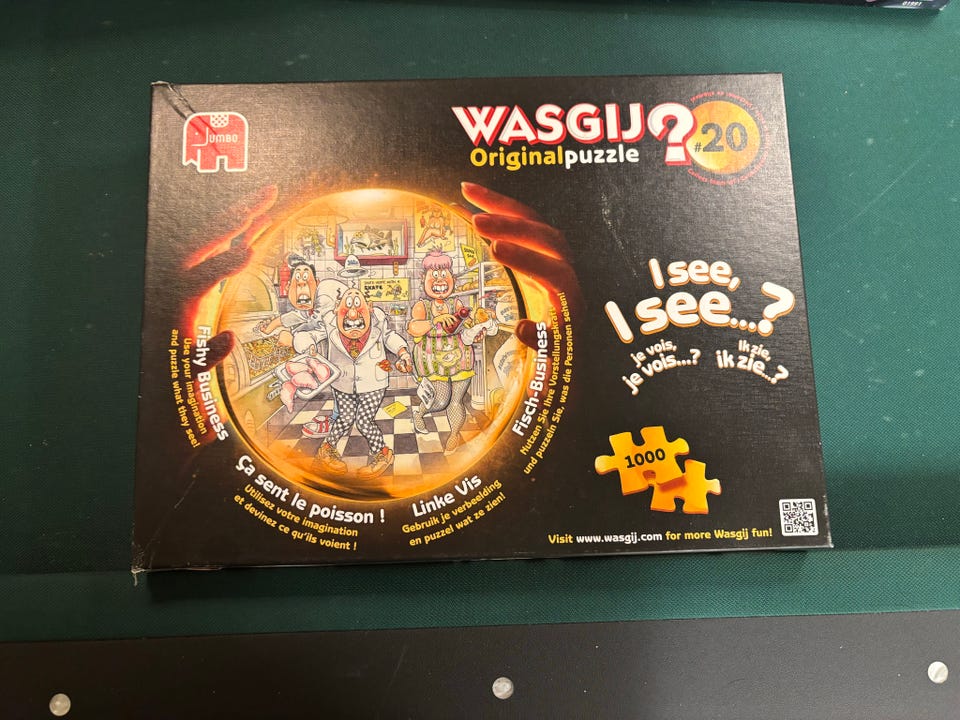 01981
JUMBO
WASGIJ?
Originalpuzzle
#20
I see,
I see...?
je vois,
je vois...?
Ik zie,
ik zie...?
SKATE
Fishy Business
Use your imagination
and puzzle what they see!
Fisch-Business
Nutzen Sie Ihre Vorstellungskraft
und puzzeln Sie, was die Personen sehen!
Ça sent le poisson !
Utilisez votre imagination
et devinez ce qu'ils voient !
Linke Vis
Gebruik je verbeelding
en puzzel wat ze zien!
1000
Visit www.wasgij.com for more Wasgij fun!